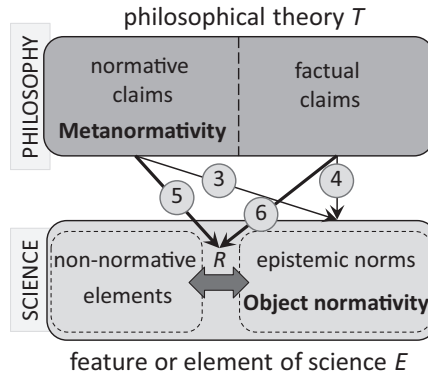 philosophical theory T
PHILOSOPHY
normative
claims
Metanormativity
factual
claims
3
4
5
6
SCIENCE
non-normative
elements
R
epistemic norms
Object normativity
feature or element of science E